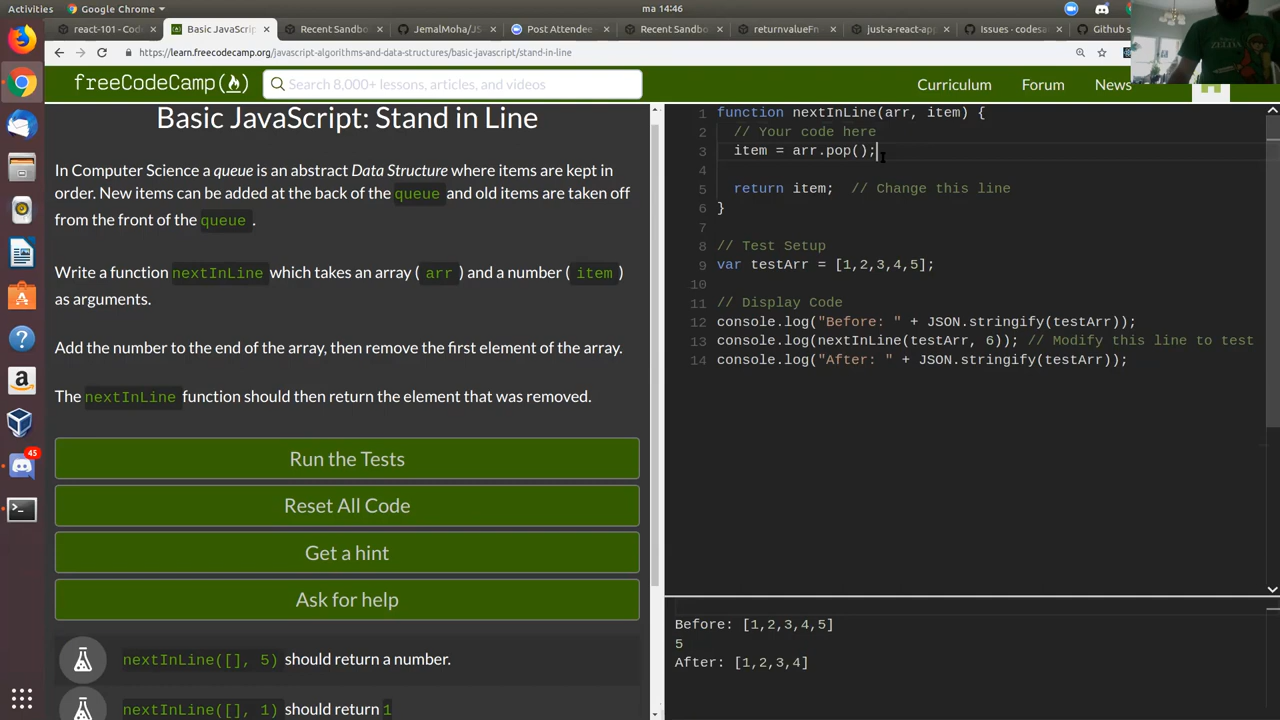 Activities
Google Chrome
ma 14:46
react-101 - Cod
Basic JavaScrip
Recent Sandbo
JemalMoha/JS-
Post Attendee
Recent Sandbo
returnvalueFn
just-a-react-app
Issues · codesa
Github s
https://learn.freecodecamp.org/javascript-algorithms-and-data-structures/basic-javascript/stand-in-line
freeCodeCamp
Search 8,000+ lessons, articles, and videos
Curriculum
Forum
News
Basic JavaScript: Stand in Line
In Computer Science a queue is an abstract Data Structure where items are kept in
order. New items can be added at the back of the queue and old items are taken off
from the front of the queue .
Write a function nextInLine which takes an array ( arr ) and a number ( item )
as arguments.
Add the number to the end of the array, then remove the first element of the array.
The nextInLine function should then return the element that was removed.
Run the Tests
Reset All Code
Get a hint
Ask for help
nextInLine([], 5) should return a number.
nextInLine([], 1) should return 1
45
1 function nextInLine(arr, item) {
2 // Your code here
3 item = arr.pop();
4
5 return item;  // Change this line
6 }
7
8 // Test Setup
9 var testArr = [1,2,3,4,5];
10
11 // Display Code
12 console.log("Before: " + JSON.stringify(testArr));
13 console.log(nextInLine(testArr, 6)); // Modify this line to test
14 console.log("After: " + JSON.stringify(testArr));
Before: [1,2,3,4,5]
5
After: [1,2,3,4]